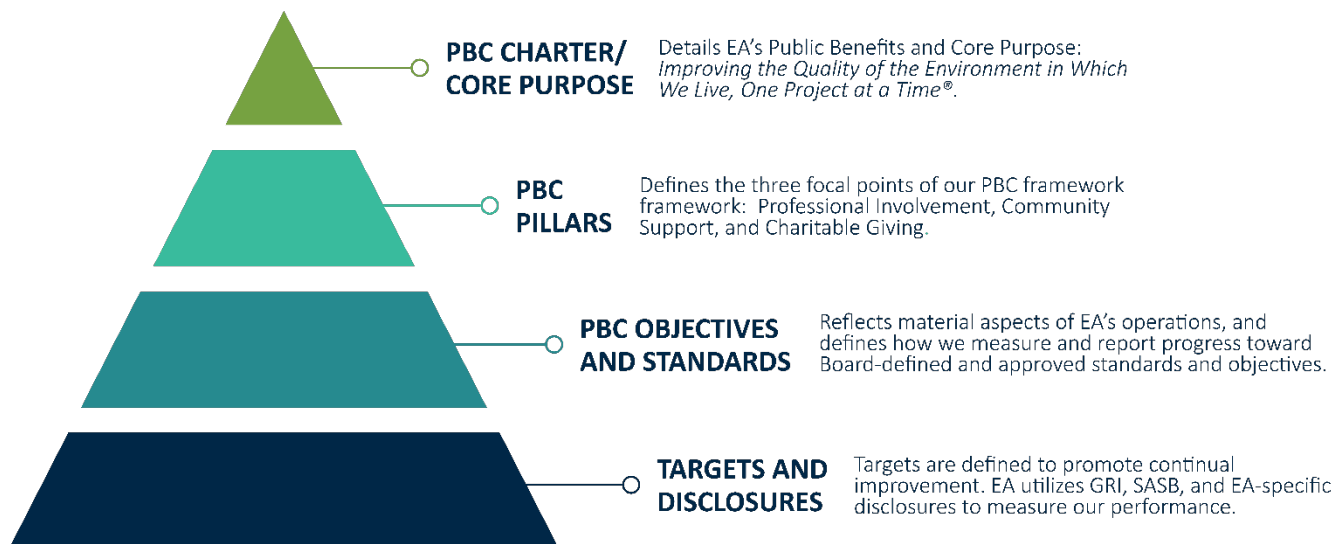 PBC CHARTER/
CORE PURPOSE
Details EA’s Public Benefits and Core Purpose:
Improving the Quality of the Environment in Which
We Live, One Project at a Time®.
PBC
PILLARS
Defines the three focal points of our PBC framework
framework:  Professional Involvement, Community
Support, and Charitable Giving.
PBC OBJECTIVES
AND STANDARDS
Reflects material aspects of EA’s operations, and
defines how we measure and report progress toward
Board-defined and approved standards and objectives.
TARGETS AND
DISCLOSURES
Targets are defined to promote continual
improvement. EA utilizes GRI, SASB, and EA-specific
disclosures to measure our performance.